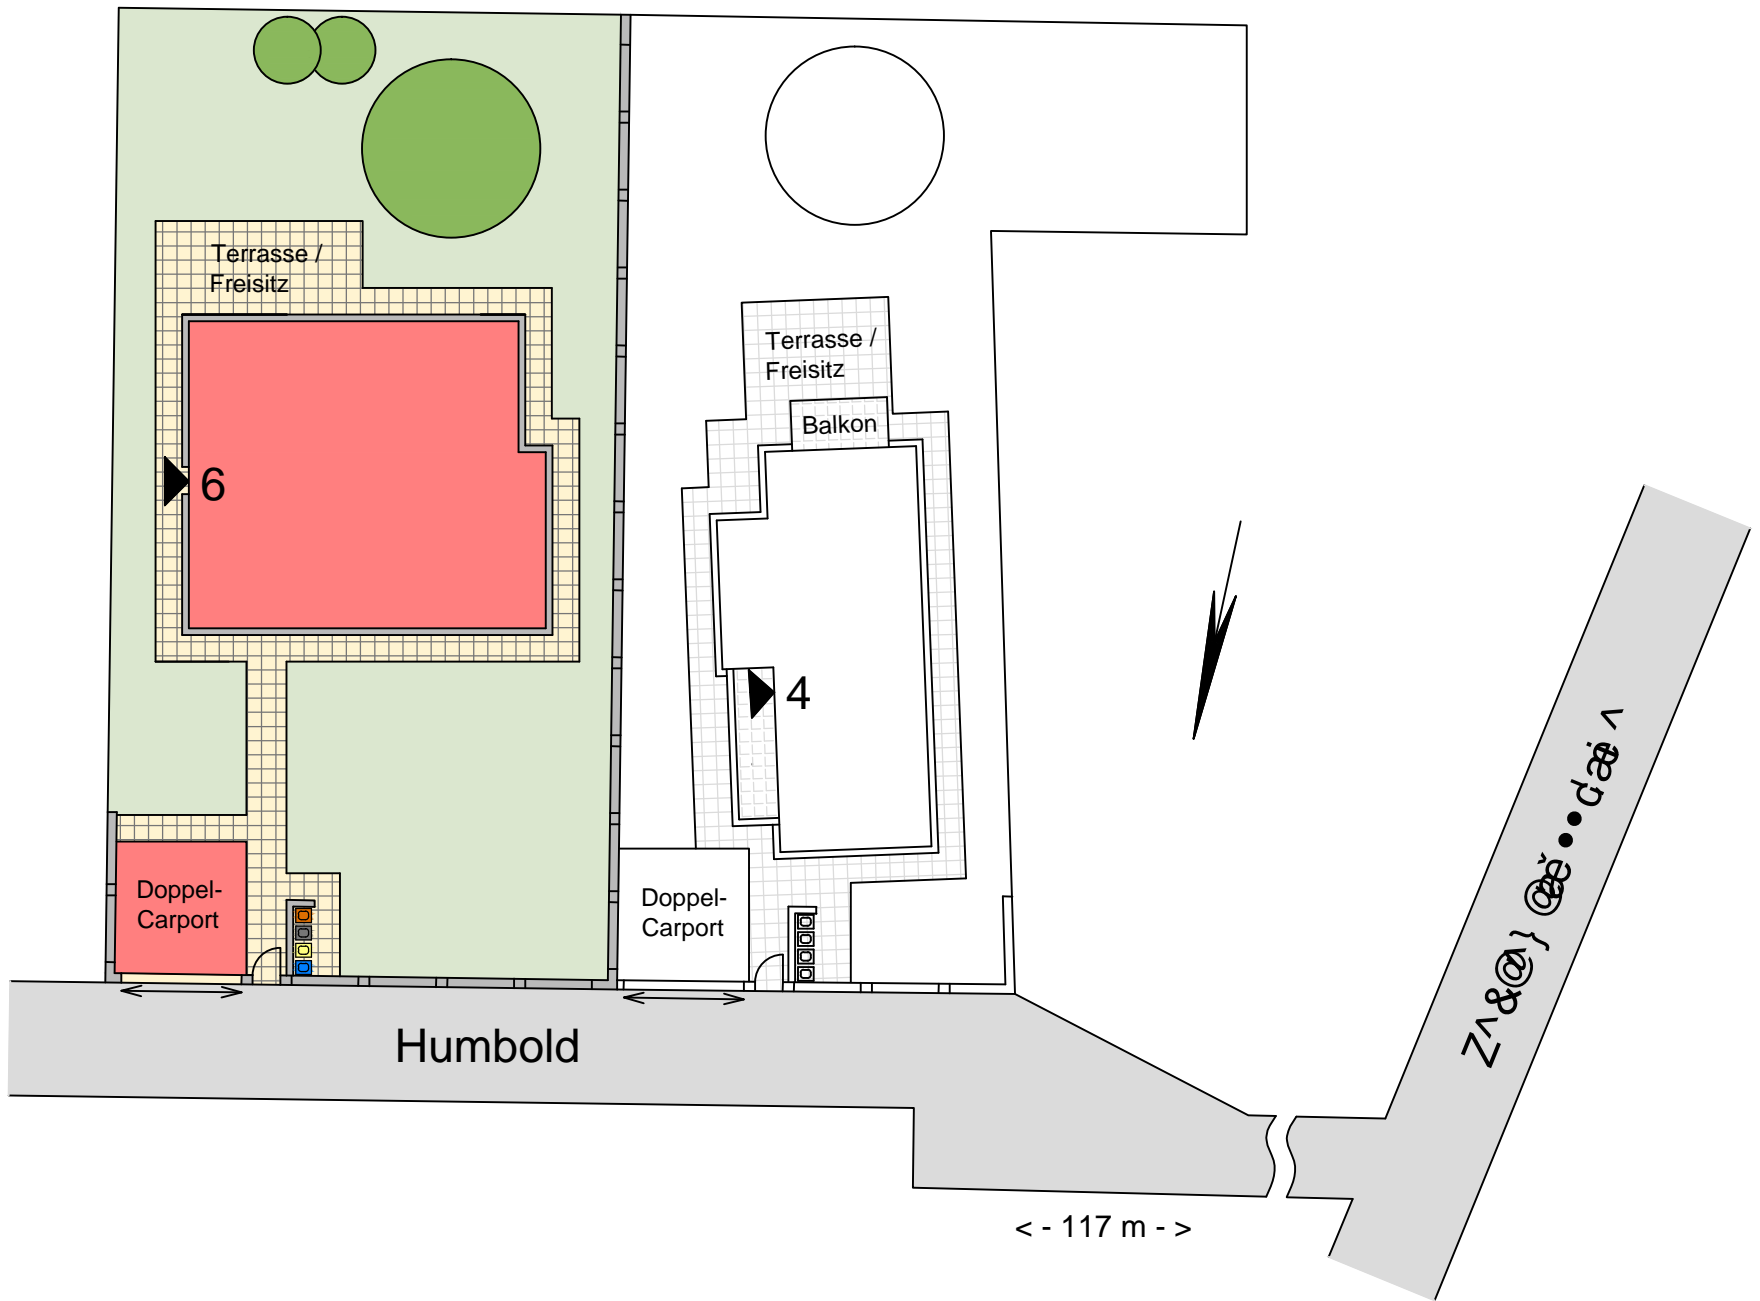 Terrasse /
Freisitz
6
Doppel-
Carport
Terrasse /
Freisitz
Balkon
4
Doppel-
Carport
Humbold
< - 117 m - >